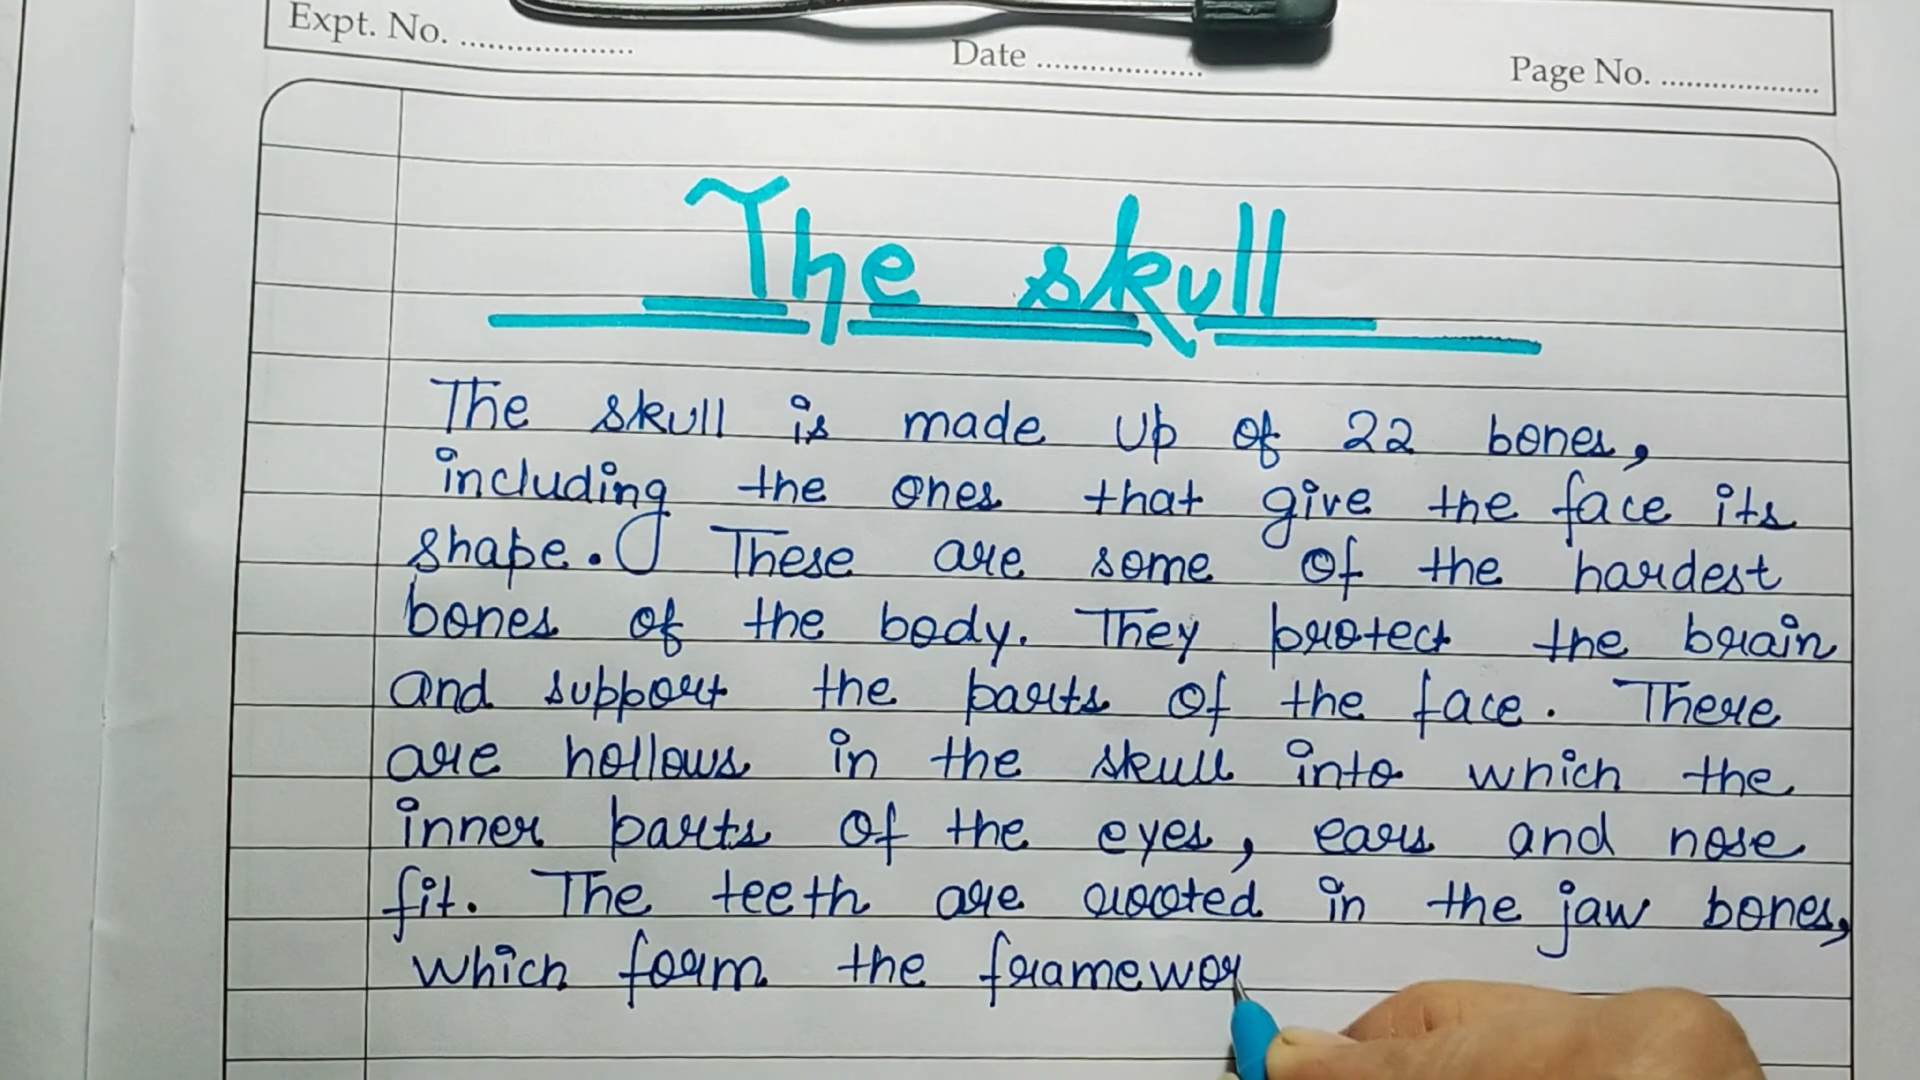 Expt. No. ................... Date ................... Page No. ...................
The skull
The skull is made up of 22 bones,
including the ones that give the face its
shape. These are some of the hardest
bones of the body. They protect the brain
and support the parts of the face. There
are hollows in the skull into which the
inner parts of the eyes, ears and nose
fit. The teeth are rooted in the jaw bones,
which form the framewor